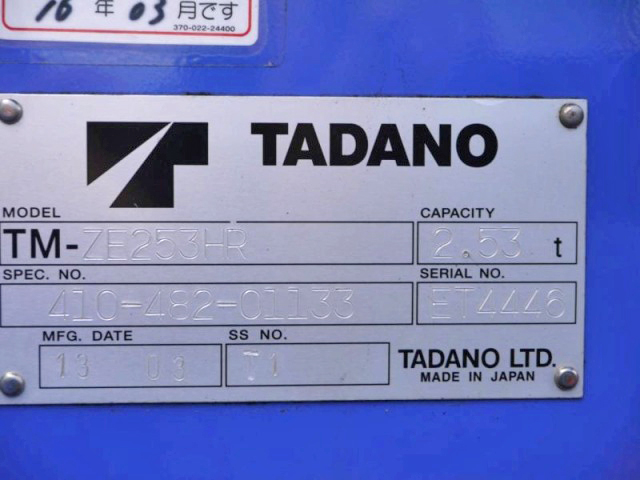 16 年 03 月です
370-022-24400
TADANO
MODEL
TM-ZE253HR
CAPACITY
2.53 t
SPEC. NO.
410-482-01133
SERIAL NO.
ET4446
MFG. DATE
13 03
SS NO.
71
TADANO LTD.
MADE IN JAPAN